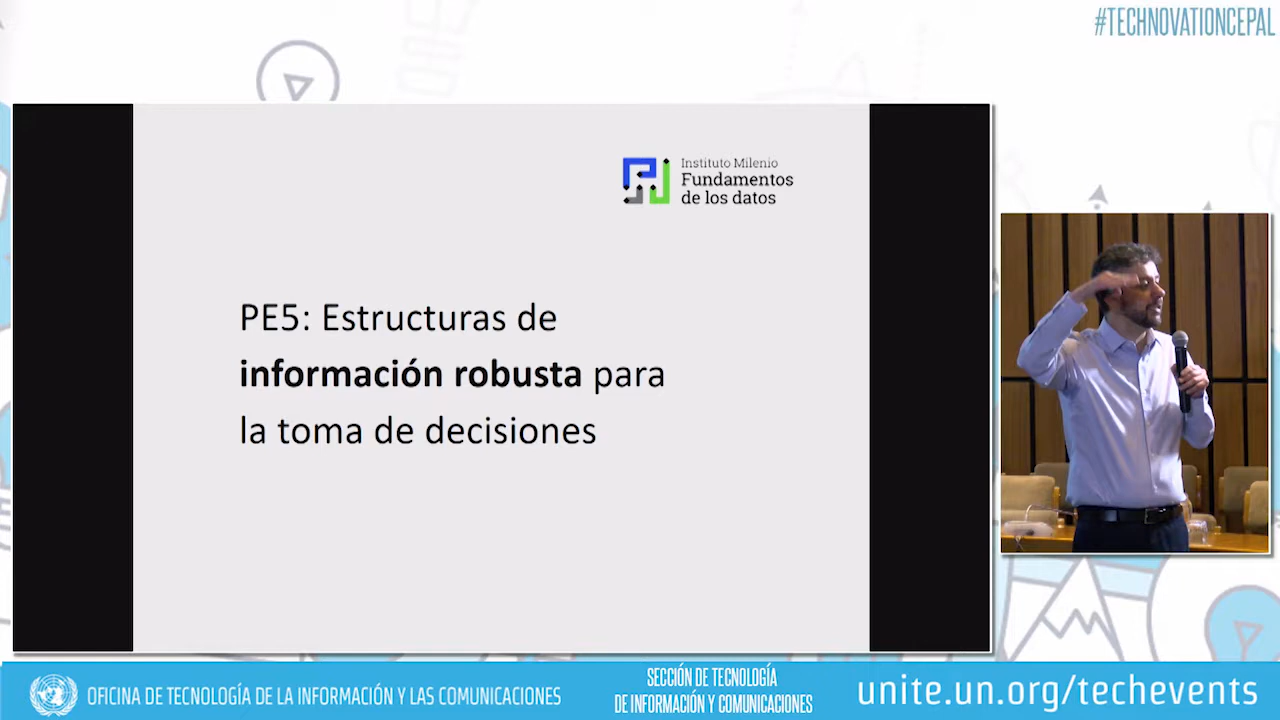 #TECHNOVATIONCEPAL
Instituto Milenio
Fundamentos
de los datos
PE5: Estructuras de
información robusta para
la toma de decisiones
OFICINA DE TECNOLOGÍA DE LA INFORMACIÓN Y LAS COMUNICACIONES
SECCIÓN DE TECNOLOGÍA
DE INFORMACIÓN Y COMUNICACIONES
unite.un.org/techevents